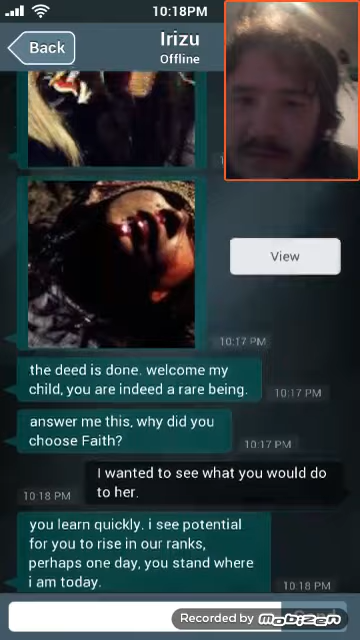 10:18PM
Back
Irizu
Offline
View
10:17 PM
the deed is done. welcome my
child, you are indeed a rare being.
10:17 PM
answer me this, why did you
choose Faith?
10:17 PM
I wanted to see what you would do
to her.
10:18 PM
you learn quickly. i see potential
for you to rise in our ranks,
perhaps one day, you stand where
i am today.
10:18 PM
Recorded by Mobizen